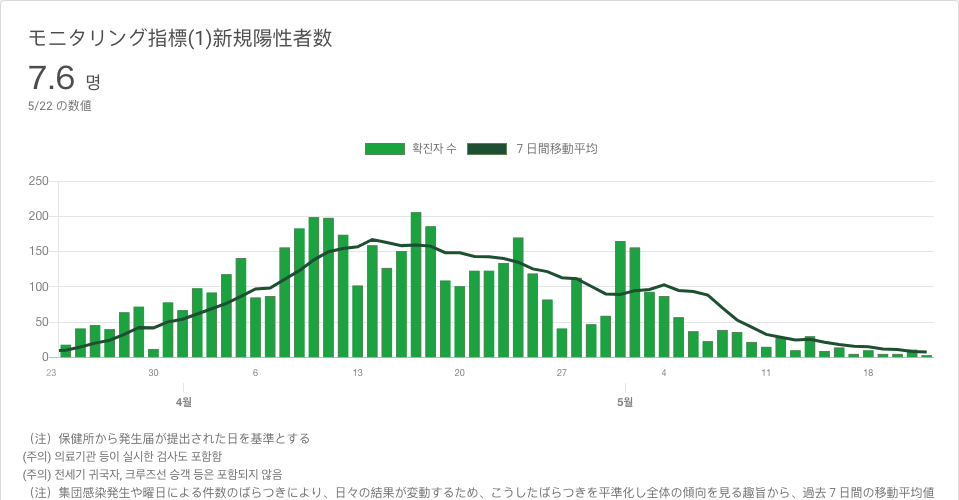 モニタリング指標(1)新規陽性者数
7.6 명
5/22 の数値
확진자 수 7 日間移動平均
250
200
150
100
50
0
23 30 6 13 20 27 4 11 18
4월 5월
（注）保健所から発生届が提出された日を基準とする
(주의) 의료기관 등이 실시한 검사도 포함함
(주의) 전세기 귀국자, 크루즈선 승객 등은 포함되지 않음
（注）集団感染発生や曜日による件数のばらつきにより、日々の結果が変動するため、こうしたばらつきを平準化し全体の傾向を見る趣旨から、過去７日間の移動平均値